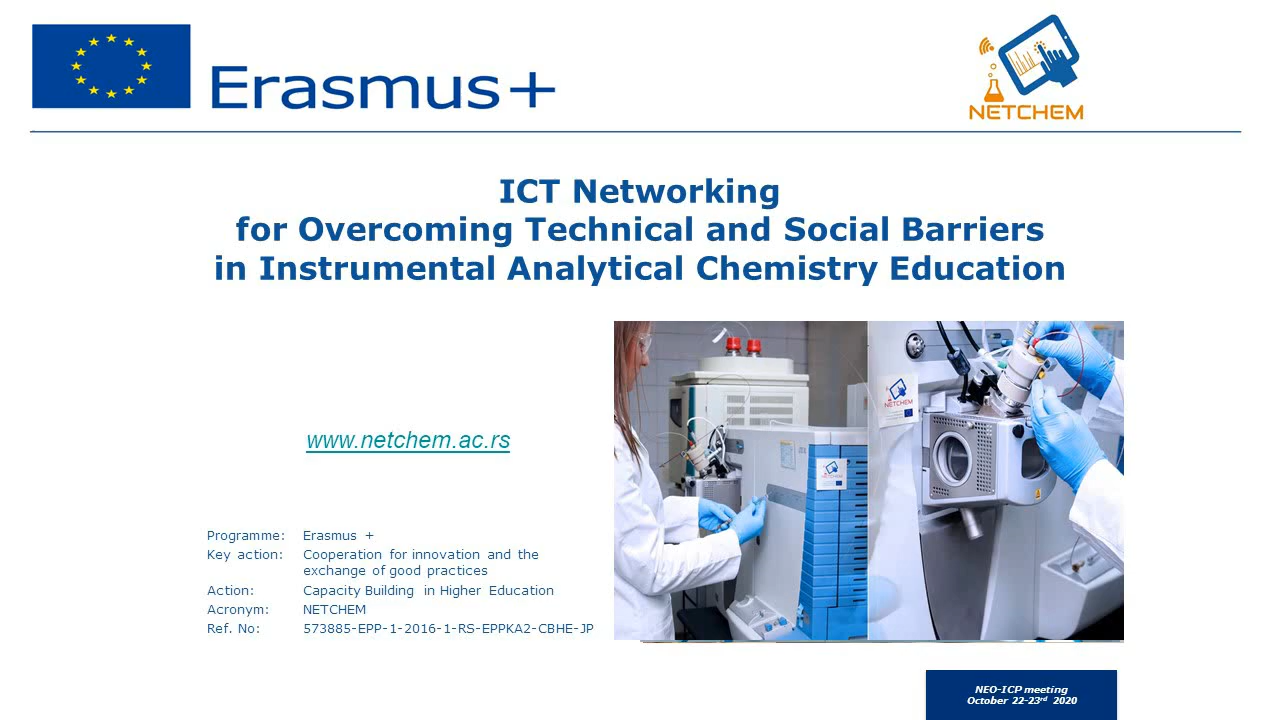 Erasmus+
NETCHEM
ICT Networking
for Overcoming Technical and Social Barriers
in Instrumental Analytical Chemistry Education
www.netchem.ac.rs
NETCHEM
NETCHEM
Programme: Erasmus +
Key action: Cooperation for innovation and the
exchange of good practices
Action: Capacity Building in Higher Education
Acronym: NETCHEM
Ref. No: 573885-EPP-1-2016-1-RS-EPPKA2-CBHE-JP
NEO-ICP meeting
October 22-23rd 2020